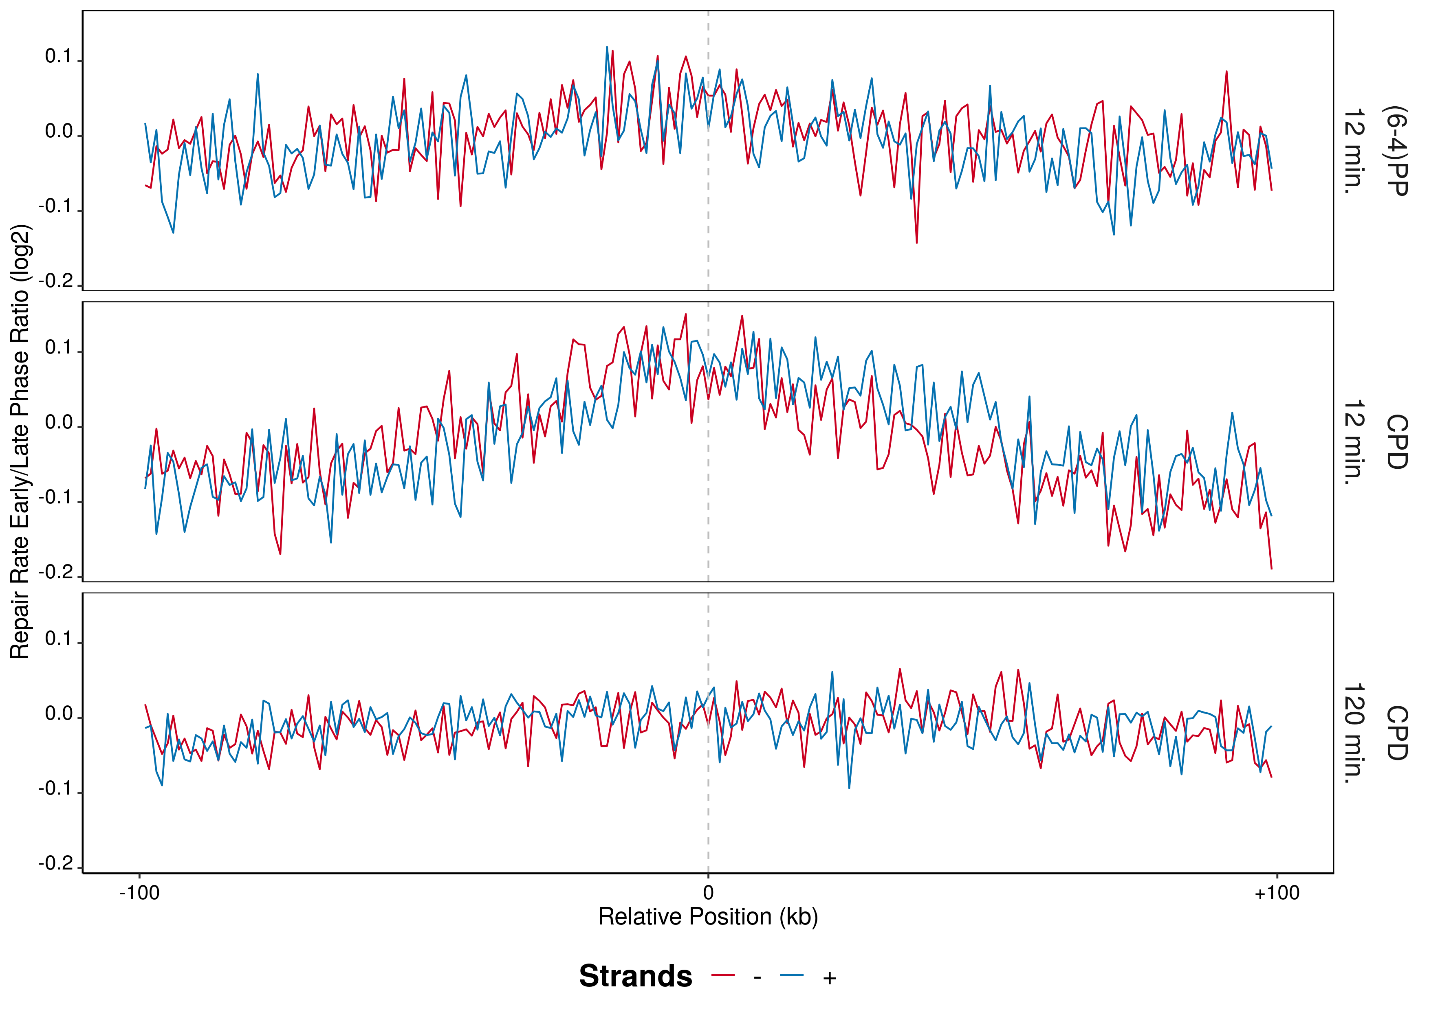 Repair Rate Early/Late Phase Ratio (log2)
0.1
0.0
-0.1
-0.2
(6-4)PP
12 min.
0.1
0.0
-0.1
-0.2
CPD
12 min.
0.1
0.0
-0.1
-0.2
CPD
120 min.
-100 0 +100
Relative Position (kb)
Strands - +